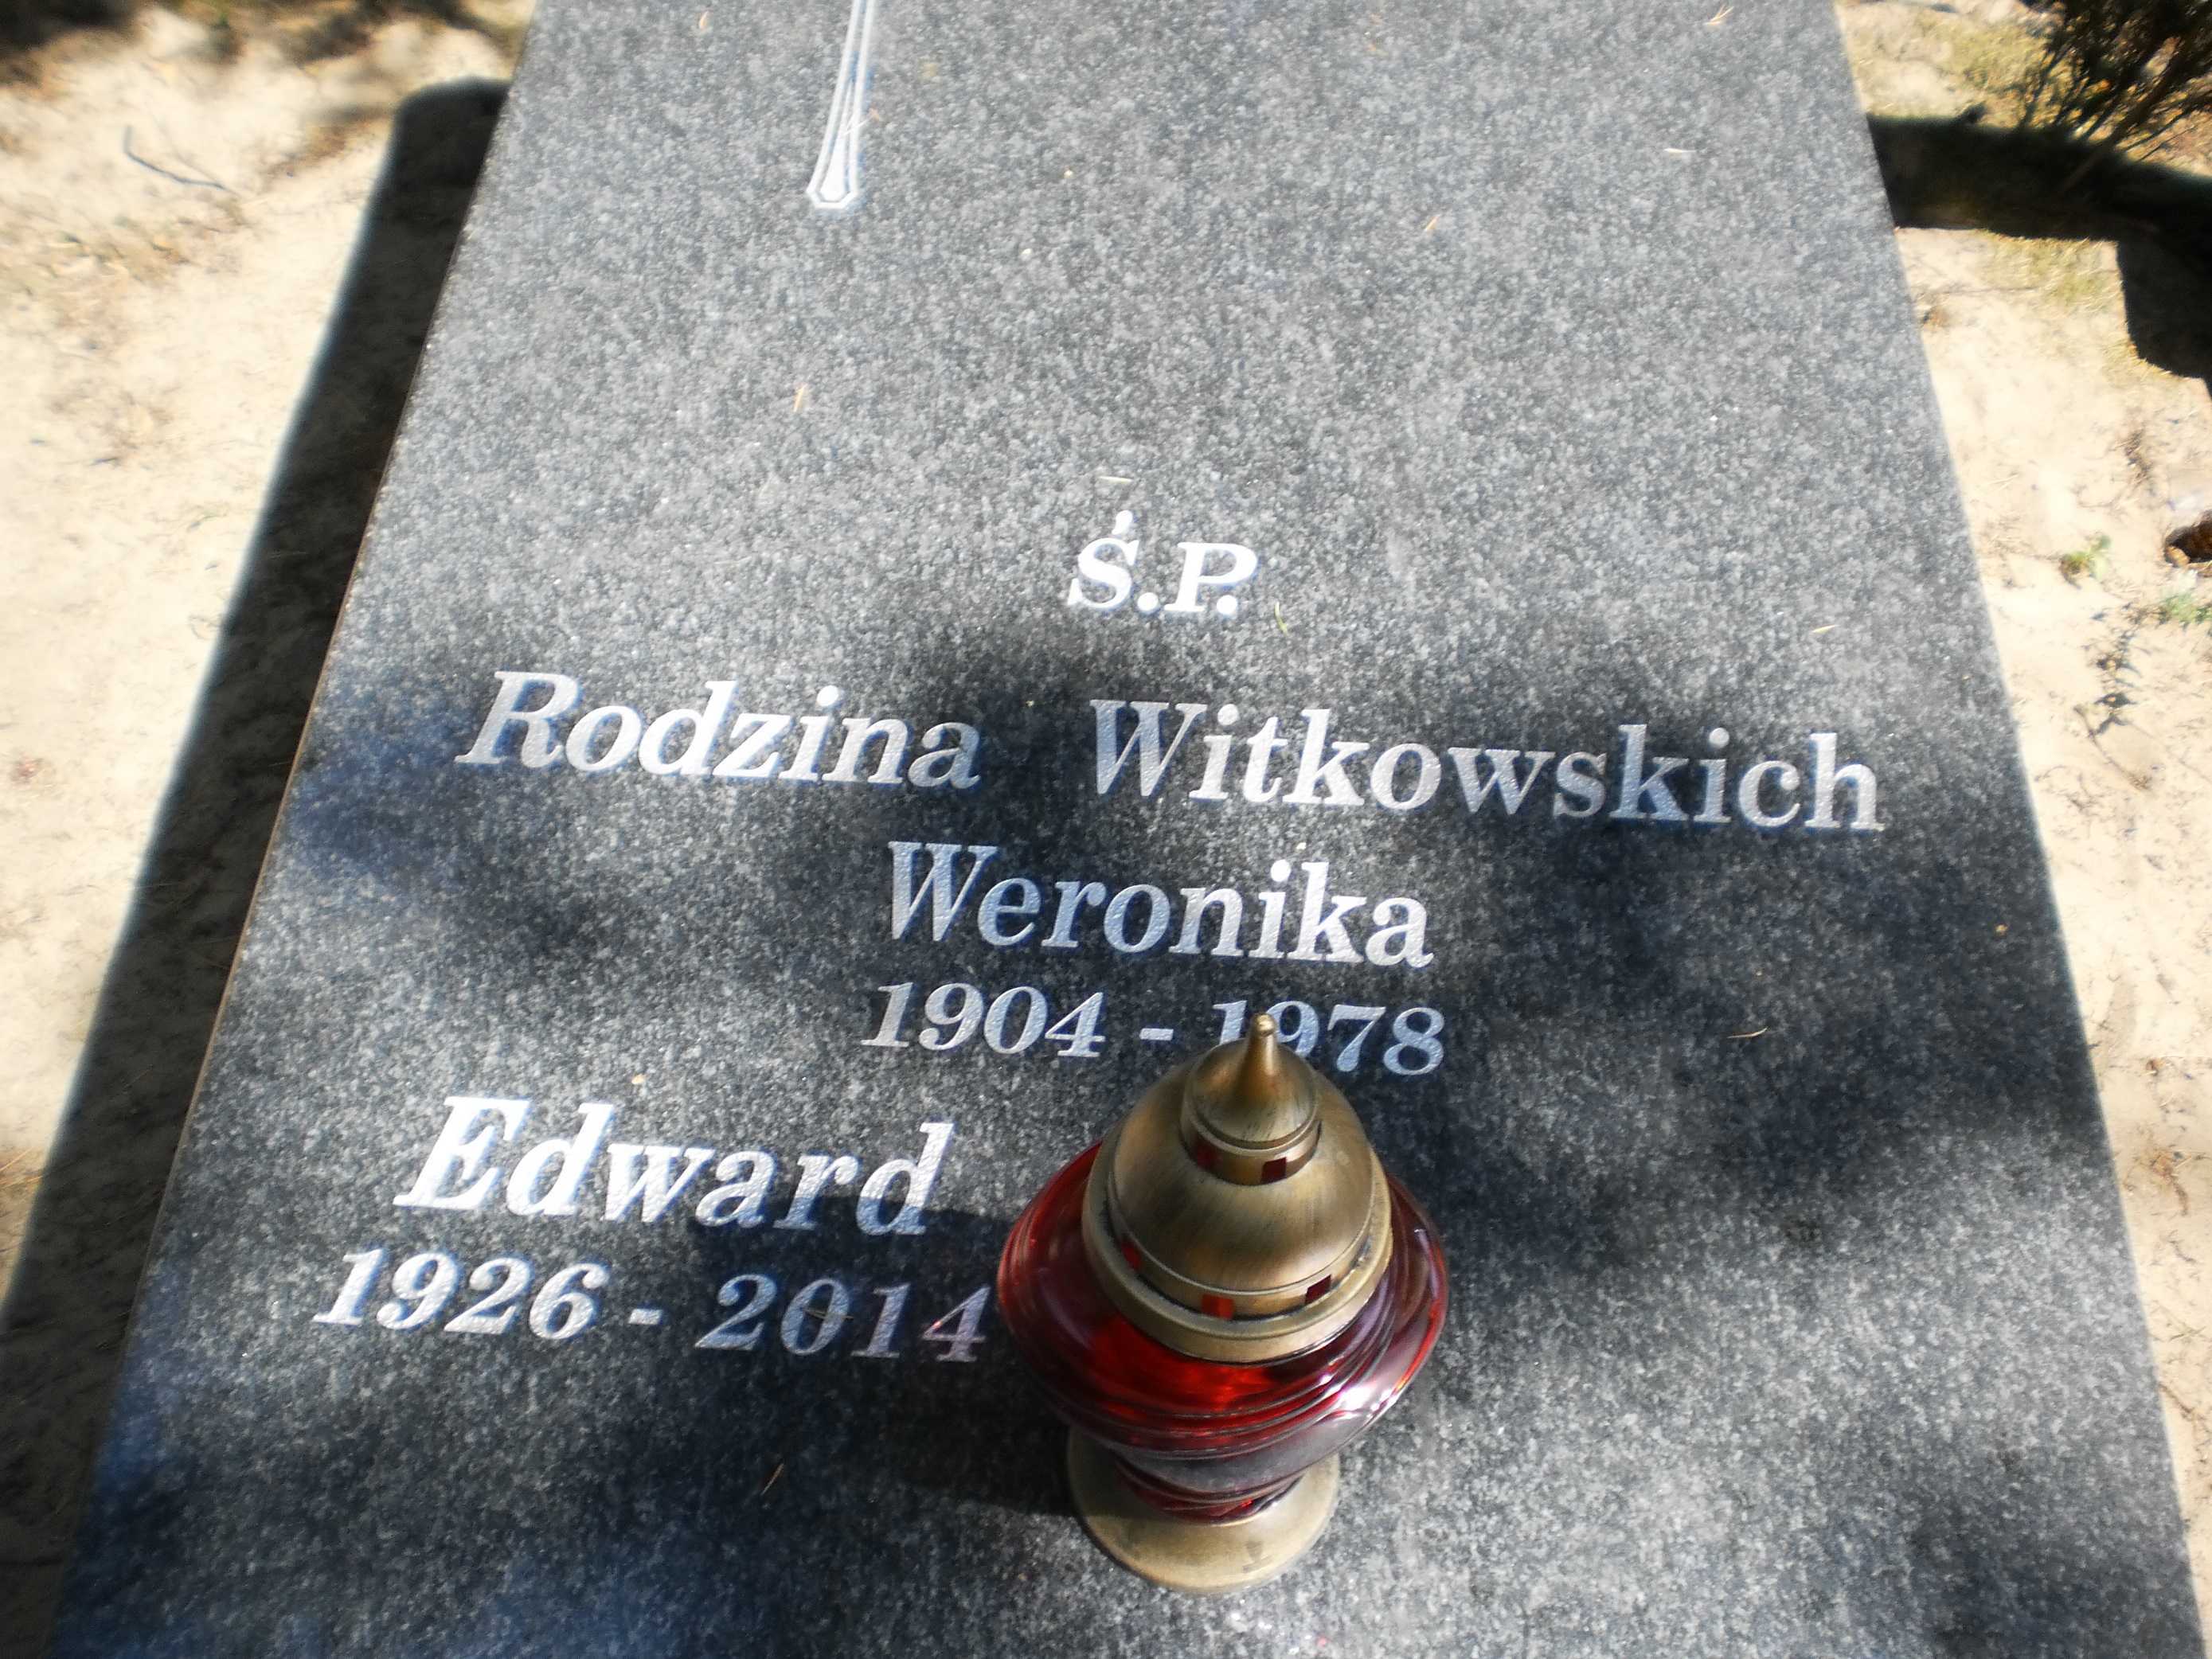 Ś.P.
Rodzina Witkowskich
Weronika
1904 - 1978
Edward
1926 - 2014